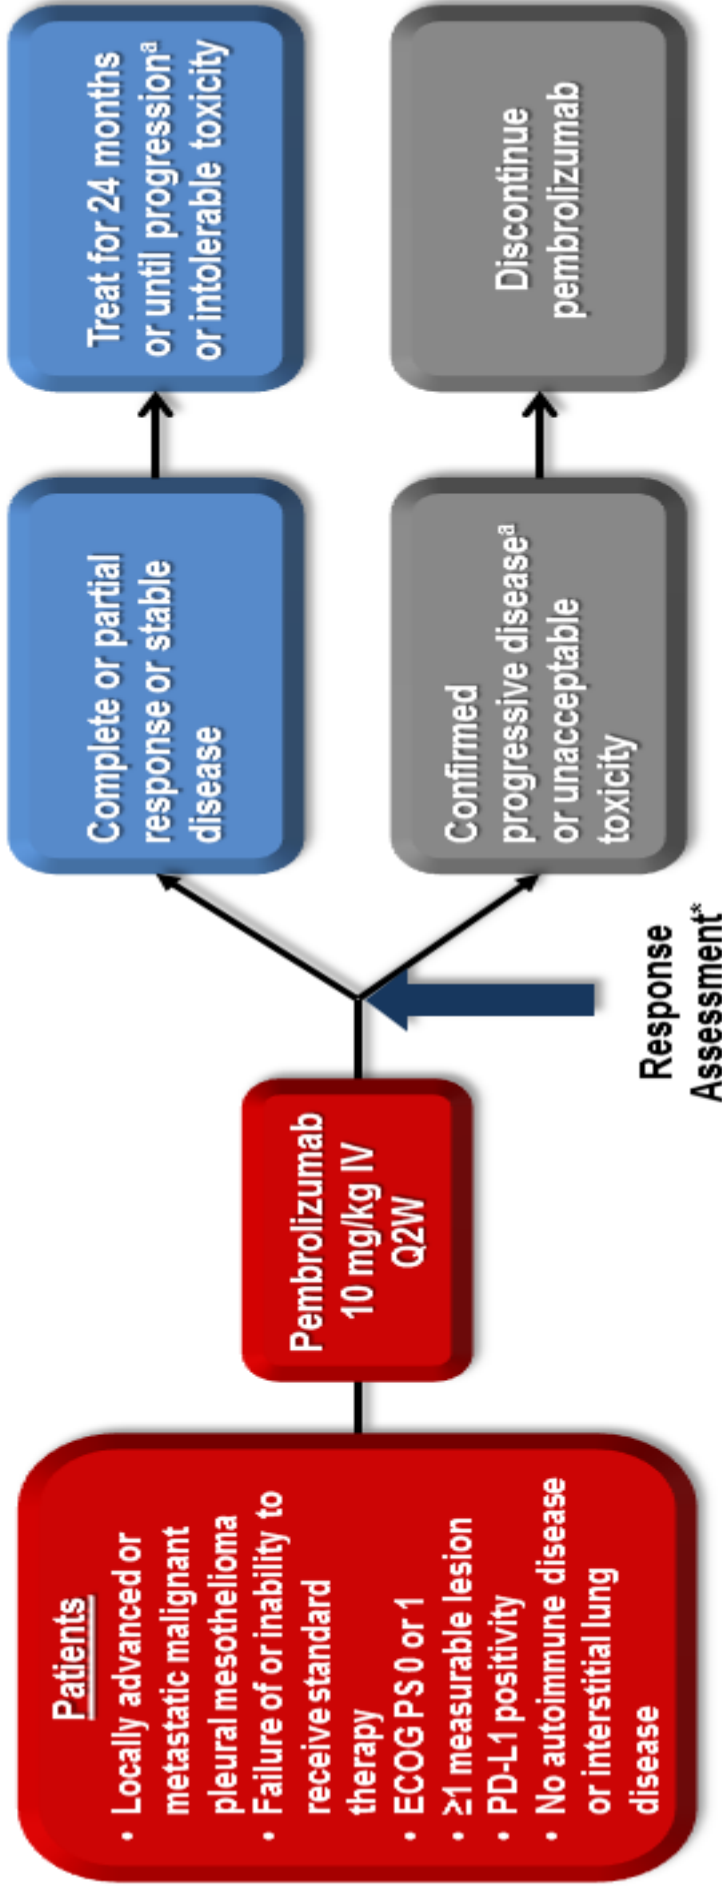 Patients
• Locally advanced or
metastatic malignant
pleural mesothelioma
• Failure of or inability to
receive standard
therapy
• ECOG PS 0 or 1
• ≥1 measurable lesion
• PD-L1 positivity
• No autoimmune disease
or interstitial lung
disease
Pembrolizumab
10 mg/kg IV
Q2W
Response
Assessment*
Complete or partial
response or stable
disease
Treat for 24 months
or until progressionᵃ
or intolerable toxicity
Confirmed
progressive diseaseᵃ
or unacceptable
toxicity
Discontinue
pembrolizumab